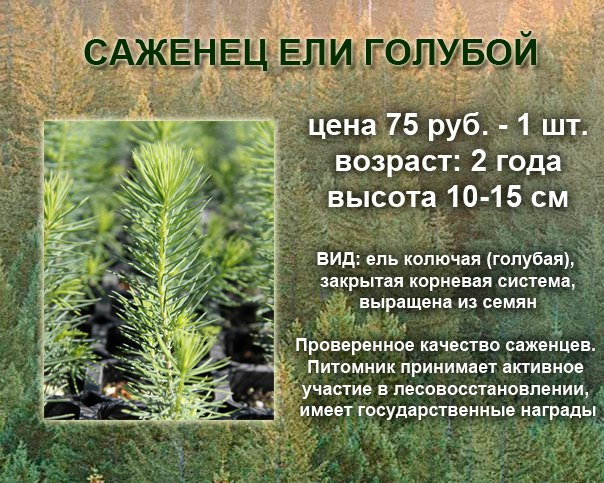 САЖЕНЕЦ ЕЛИ ГОЛУБОЙ
цена 75 руб. - 1 шт.
возраст: 2 года
высота 10-15 см
ВИД: ель колючая (голубая),
закрытая корневая система,
выращена из семян
Проверенное качество саженцев.
Питомник принимает активное
участие в лесовосстановлении,
имеет государственные награды